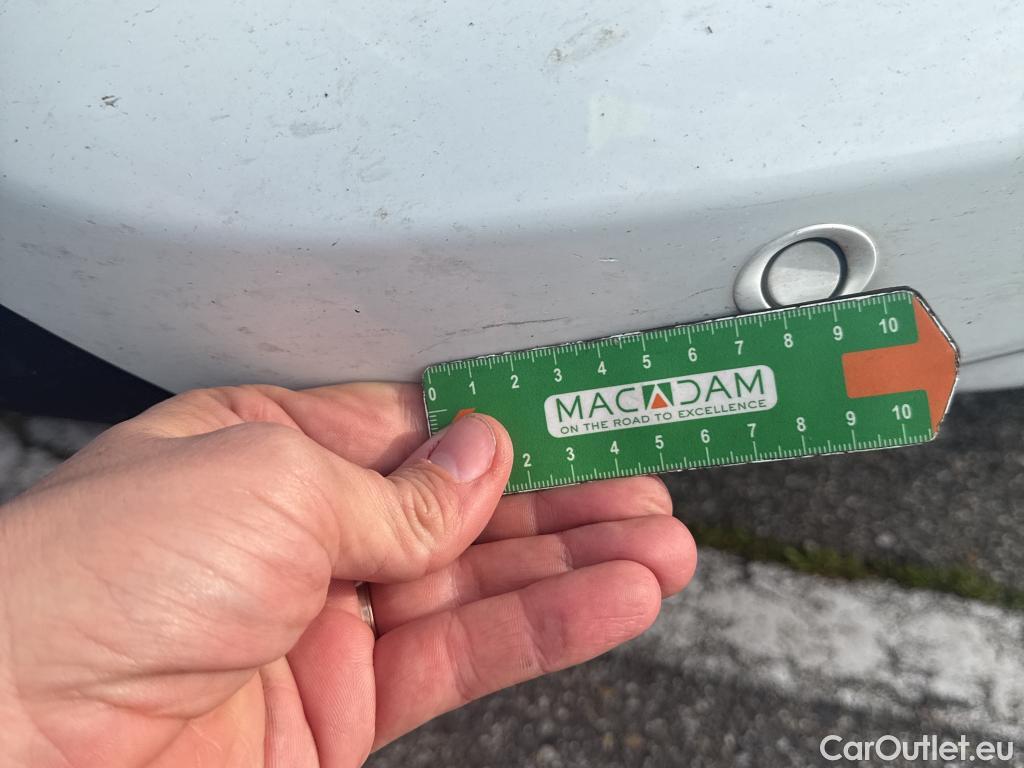 0 1 2 3 4 5 6 7 8 9 10
MACADAM
ON THE ROAD TO EXCELLENCE
2 3 4 5 6 7 8 9 10
CarOutlet.eu